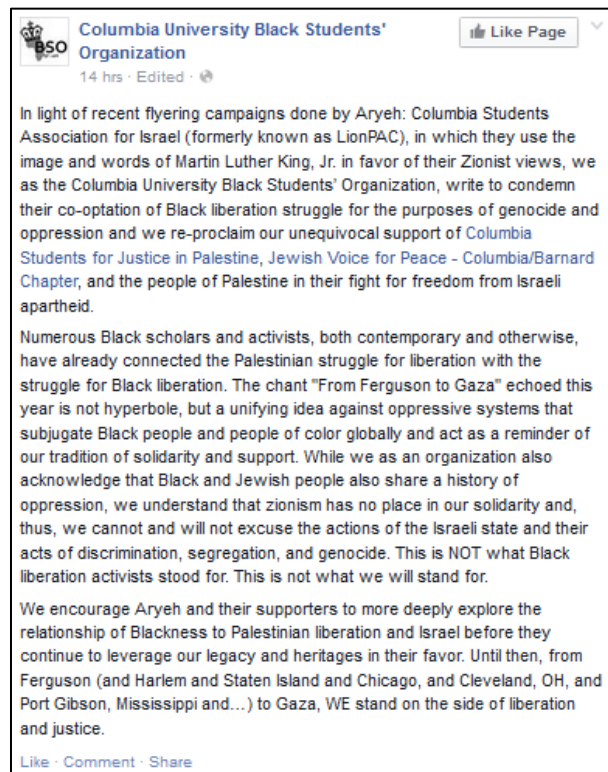 BSO
Columbia University Black Students'
Organization
Like Page
14 hrs · Edited ·
In light of recent flyering campaigns done by Aryeh: Columbia Students
Association for Israel (formerly known as LionPAC), in which they use the
image and words of Martin Luther King, Jr. in favor of their Zionist views, we
as the Columbia University Black Students' Organization, write to condemn
their co-optation of Black liberation struggle for the purposes of genocide and
oppression and we re-proclaim our unequivocal support of Columbia
Students for Justice in Palestine, Jewish Voice for Peace - Columbia/Barnard
Chapter, and the people of Palestine in their fight for freedom from Israeli
apartheid.
Numerous Black scholars and activists, both contemporary and otherwise,
have already connected the Palestinian struggle for liberation with the
struggle for Black liberation. The chant "From Ferguson to Gaza" echoed this
year is not hyperbole, but a unifying idea against oppressive systems that
subjugate Black people and people of color globally and act as a reminder of
our tradition of solidarity and support. While we as an organization also
acknowledge that Black and Jewish people also share a history of
oppression, we understand that zionism has no place in our solidarity and,
thus, we cannot and will not excuse the actions of the Israeli state and their
acts of discrimination, segregation, and genocide. This is NOT what Black
liberation activists stood for. This is not what we will stand for.
We encourage Aryeh and their supporters to more deeply explore the
relationship of Blackness to Palestinian liberation and Israel before they
continue to leverage our legacy and heritages in their favor. Until then, from
Ferguson (and Harlem and Staten Island and Chicago, and Cleveland, OH, and
Port Gibson, Mississippi and...) to Gaza, WE stand on the side of liberation
and justice.
Like · Comment · Share